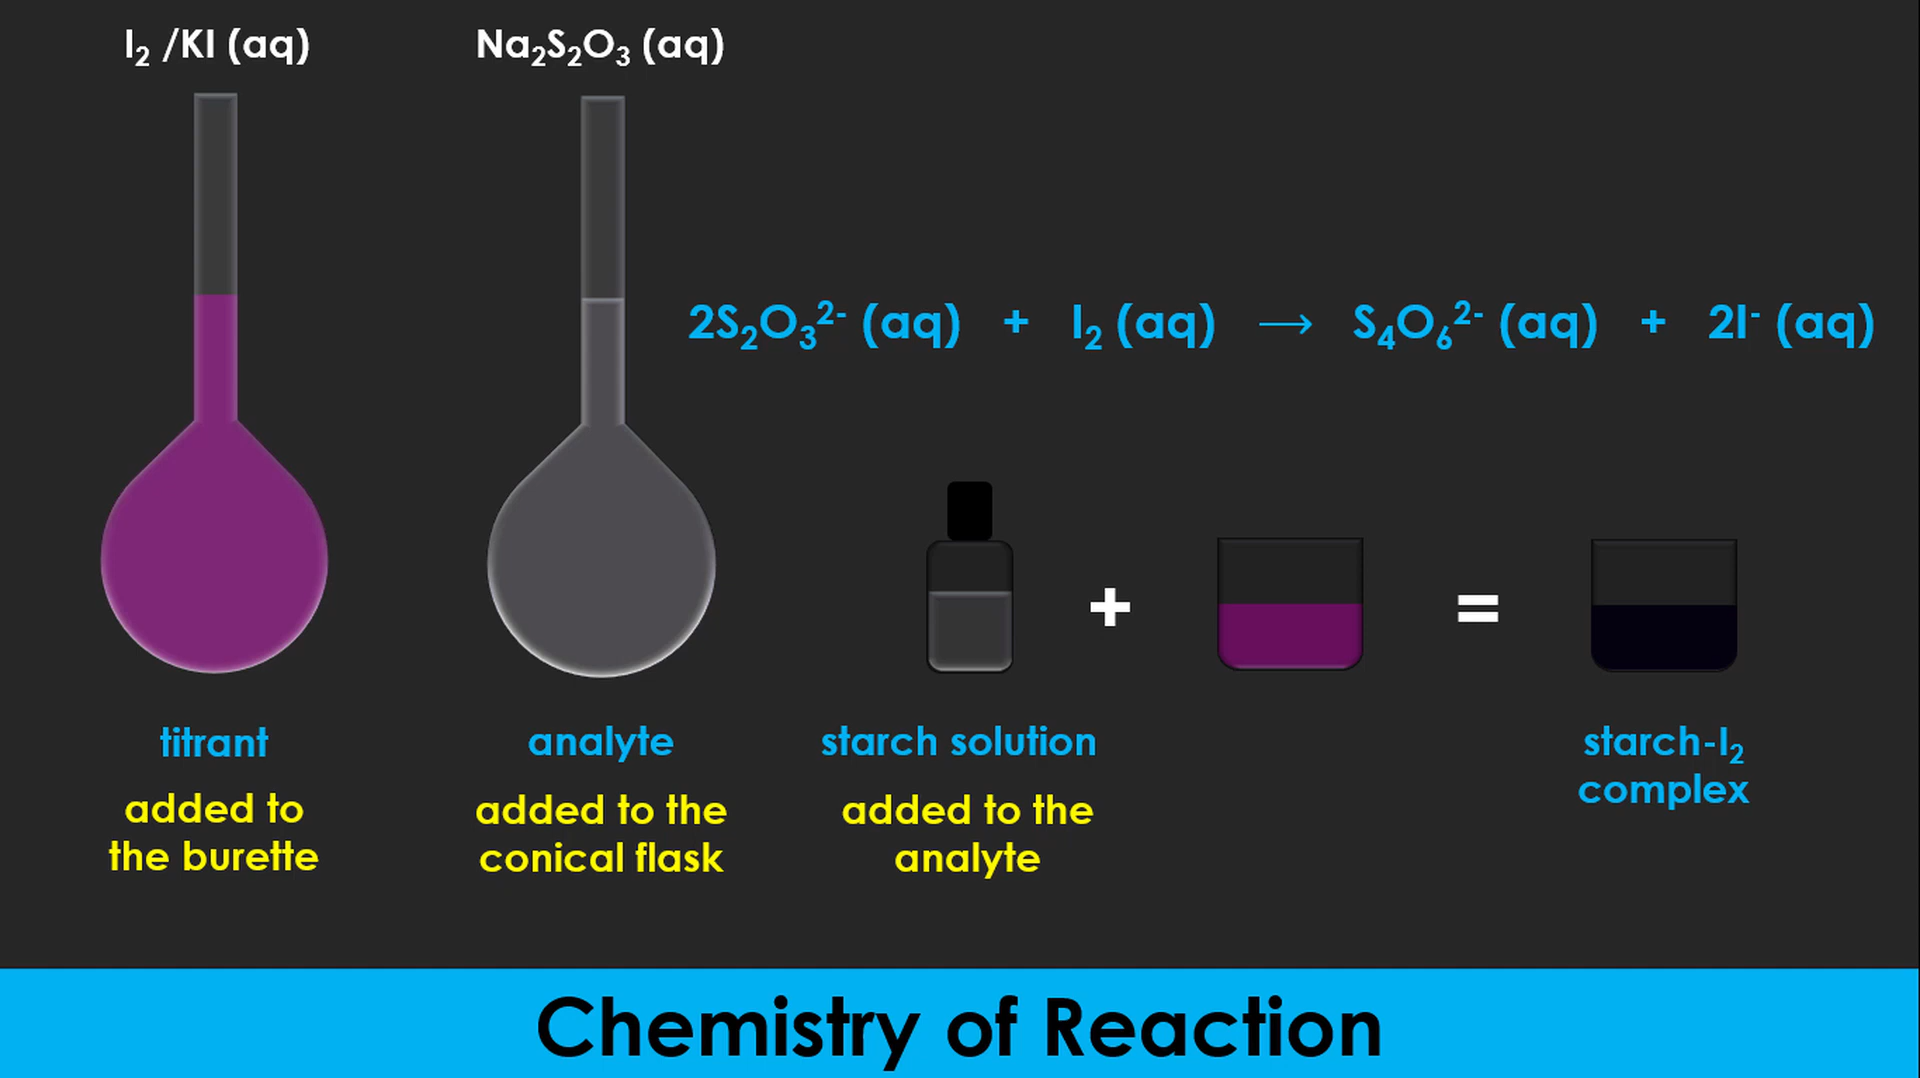 I₂ /KI (aq)
Na₂S₂O₃ (aq)
2S₂O₃²⁻ (aq) + I₂ (aq) → S₄O₆²⁻ (aq) + 2I⁻ (aq)
+
=
titrant
added to
the burette
analyte
added to the
conical flask
starch solution
added to the
analyte
starch-I₂
complex
Chemistry of Reaction